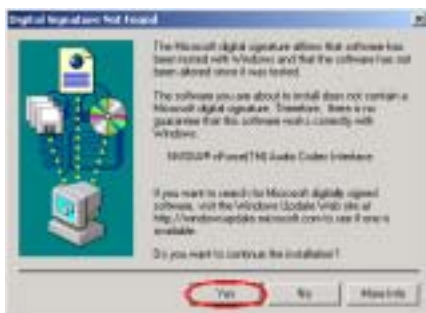 Digital Signature Not Found
The Microsoft digital signature affirms that software has
been tested with Windows and that the software has not
been altered since it was tested.
The software you are about to install does not contain a
Microsoft digital signature. Therefore, there is no
guarantee that this software works correctly with
Windows.
NVIDIA® nForce(TM) Audio Codec Interface
If you want to search for Microsoft digitally signed
software, visit the Windows Update Web site at
http://windowsupdate.microsoft.com to see if one is
available.
Do you want to continue the installation?
Yes
No
More Info